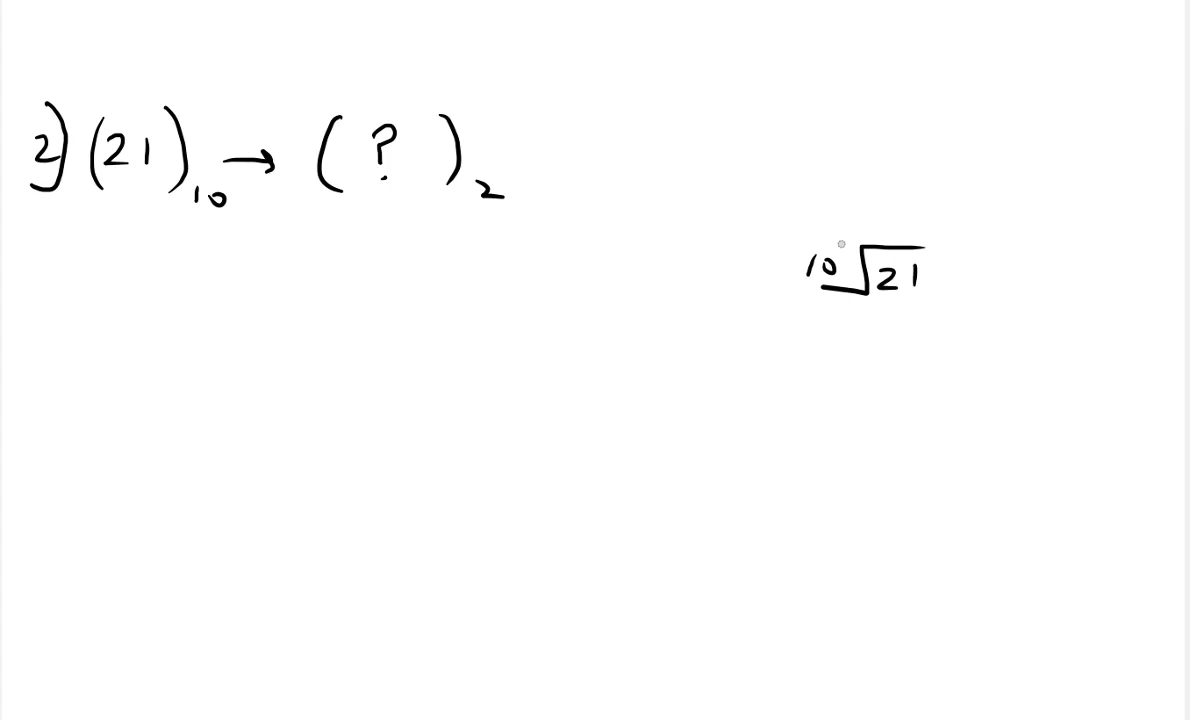 2) (21)₁₀ → ( ? )₂
10√21